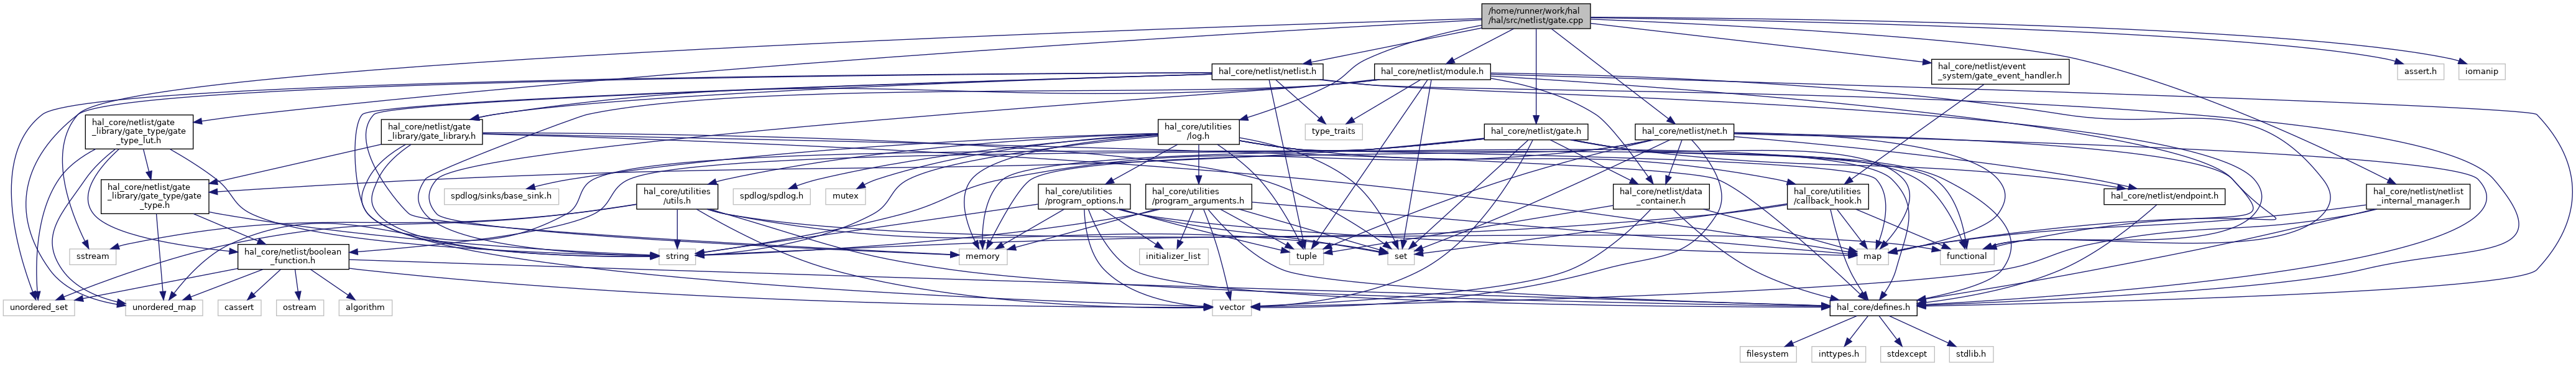 /home/runner/work/hal
/hal/src/netlist/gate.cpp
hal_core/netlist/netlist.h
hal_core/netlist/module.h
hal_core/netlist/event
_system/gate_event_handler.h
assert.h
iomanip
hal_core/netlist/gate
_library/gate_type/gate
_type_lut.h
hal_core/netlist/gate
_library/gate_library.h
hal_core/utilities
/log.h
type_traits
hal_core/netlist/gate.h
hal_core/netlist/net.h
hal_core/netlist/gate
_library/gate_type/gate
_type.h
spdlog/sinks/base_sink.h
hal_core/utilities
/utils.h
spdlog/spdlog.h
mutex
hal_core/utilities
/program_options.h
hal_core/utilities
/program_arguments.h
hal_core/netlist/data
_container.h
hal_core/utilities
/callback_hook.h
hal_core/netlist/endpoint.h
hal_core/netlist/netlist
_internal_manager.h
sstream
hal_core/netlist/boolean
_function.h
string
memory
initializer_list
tuple
set
map
functional
unordered_set
unordered_map
cassert
ostream
algorithm
vector
hal_core/defines.h
filesystem
inttypes.h
stdexcept
stdlib.h